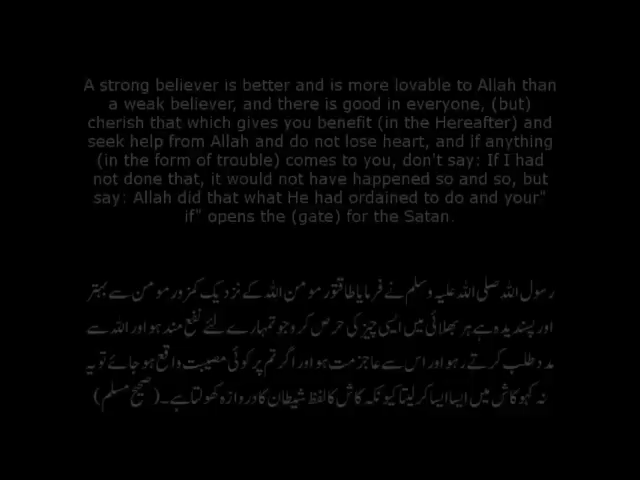 A strong believer is better and is more lovable to Allah than
a weak believer, and there is good in everyone, (but)
cherish that which gives you benefit (in the Hereafter) and
seek help from Allah and do not lose heart, and if anything
(in the form of trouble) comes to you, don't say: If I had
not done that, it would not have happened so and so, but
say: Allah did that what He had ordained to do and your"
if" opens the (gate) for the Satan.
رسول اللہ صلی اللہ علیہ وسلم نے فرمایا طاقتور مومن اللہ کے نزدیک کمزور مومن سے بہتر
اور پسندیدہ ہے ہر بھلائی میں ایسی چیز کی حرص کرو جو تمہارے لئے نفع مند ہو اور اللہ سے
مدد طلب کرتے رہو اور اس سے عاجز مت ہو اور اگر تم پر کوئی مصیبت واقع ہو جائے تو یہ
نہ کہو کاش میں ایسا ایسا کر لیتا کیونکہ کاش کا لفظ شیطان کا دروازہ کھولتا ہے۔ (صحیح مسلم)